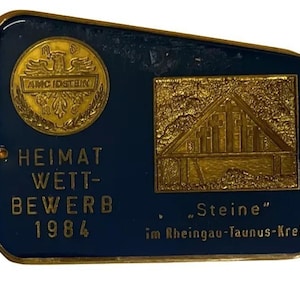 AMC IDSTEIN
HEIMAT
WETT-
BEWERB
1984
„Steine“
im Rheingau-Taunus-Kre